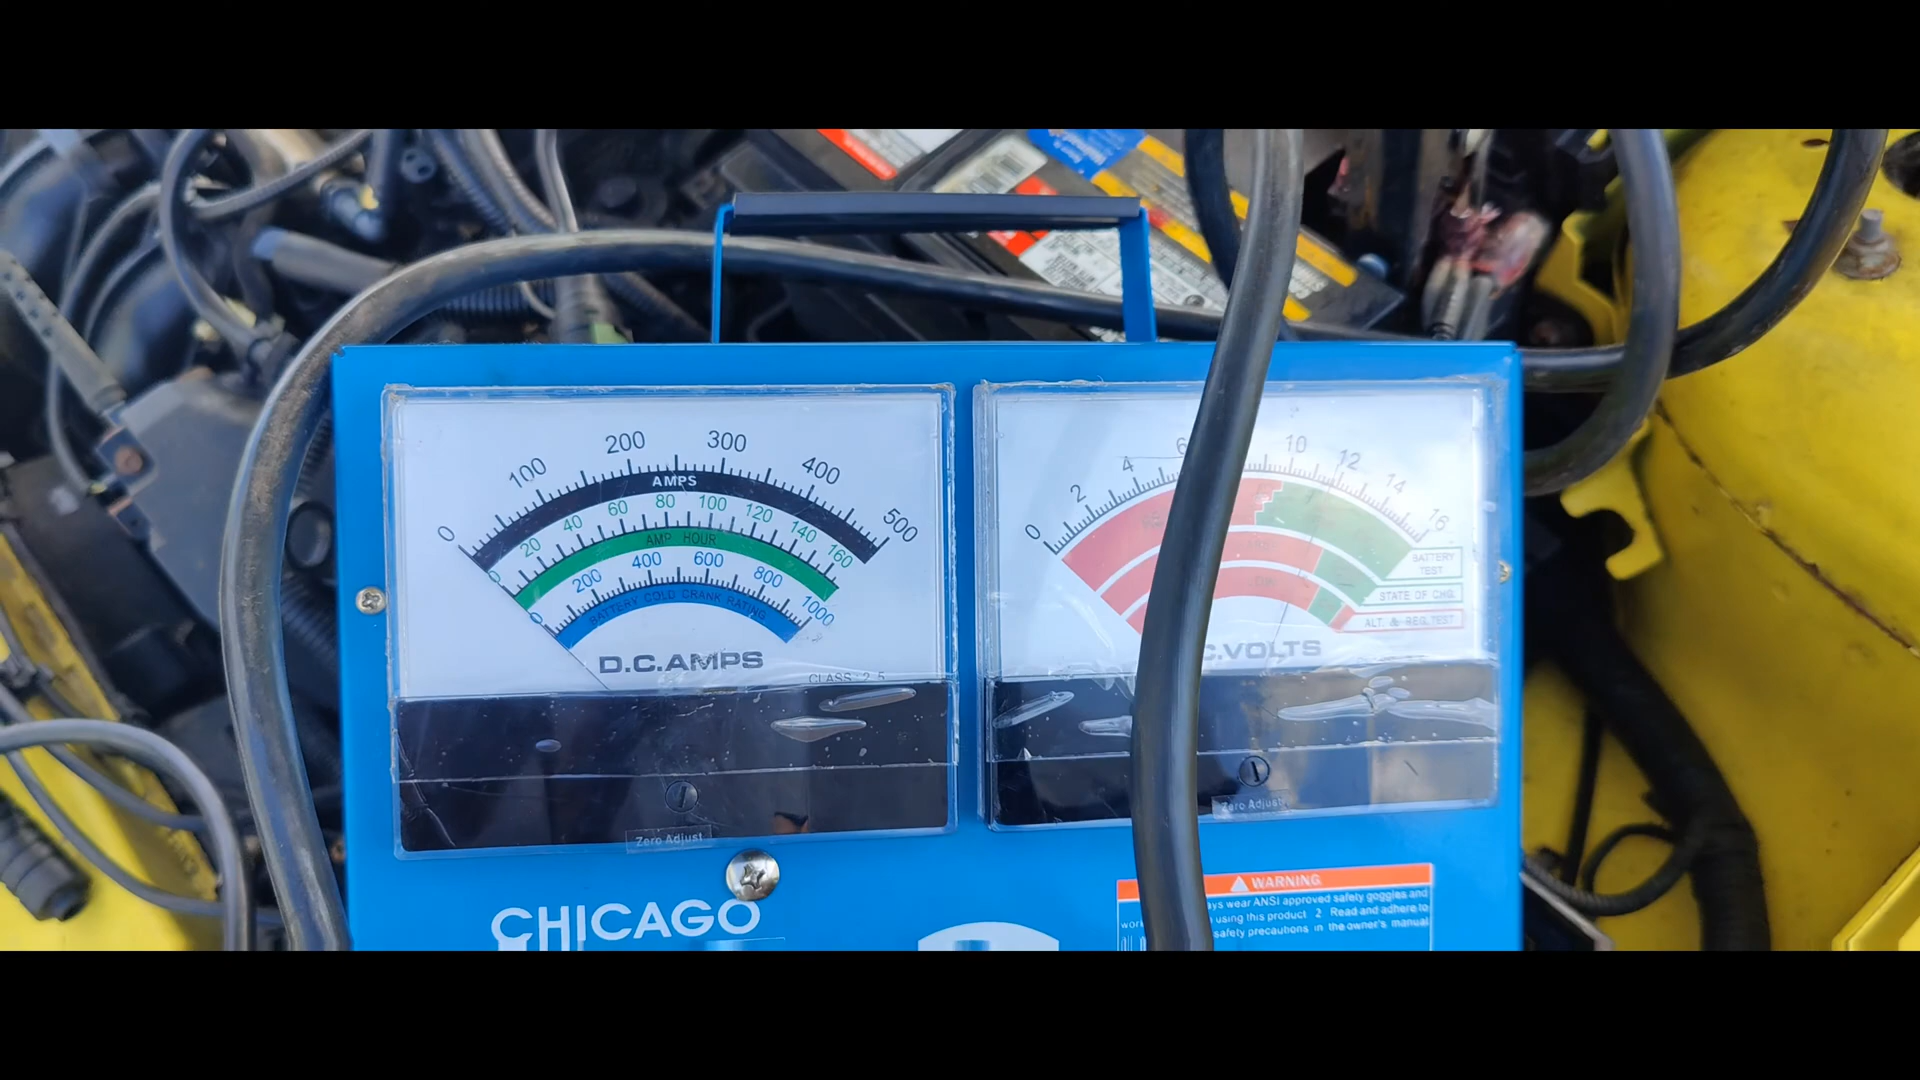 0 100 200 300 400 500
AMPS
0 20 40 60 80 100 120 140 160
AMP HOUR
0 200 400 600 800 1000
BATTERY COLD CRANK RATING
D.C.AMPS
CLASS 2.5
Zero Adjust
0 2 4 6 10 12 14 16
BATTERY
TEST
STATE OF CHG.
ALT. & REG.TEST
C.VOLTS
Zero Adjust
CHICAGO
WARNING
ays wear ANSI approved safety goggles and
using this product 2 Read and adhere to
safety precautions in the owner's manual